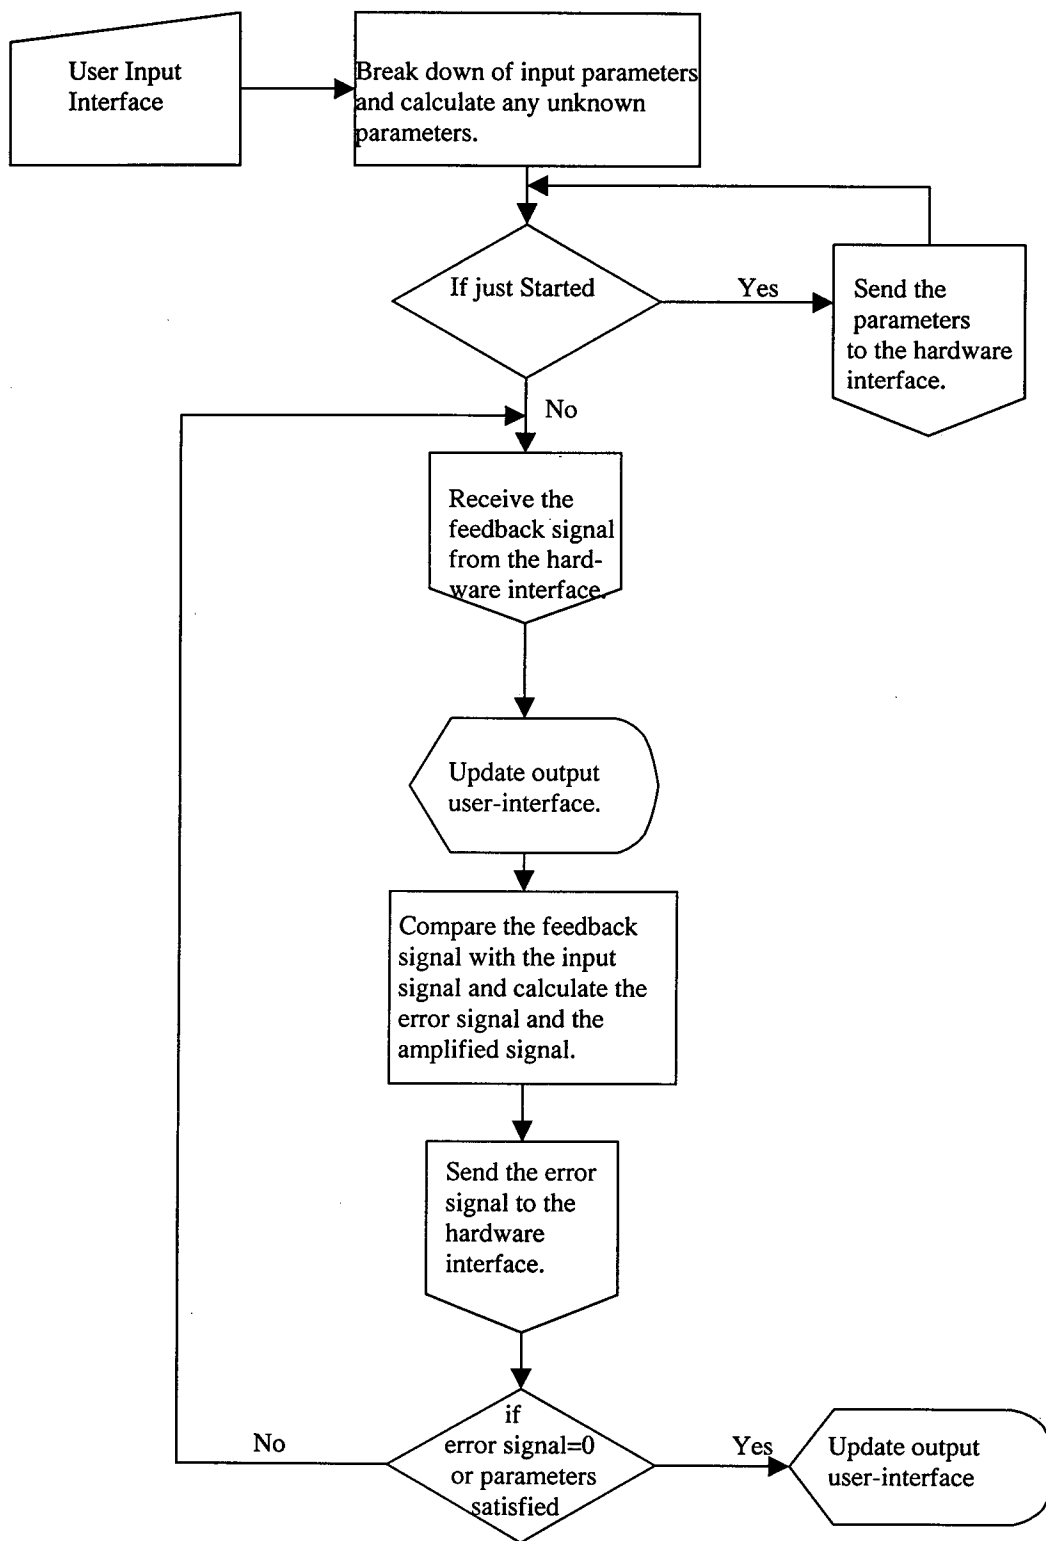 User Input
Interface
Break down of input parameters
and calculate any unknown
parameters.
If just Started
Yes
Send the
parameters
to the hardware
interface.
No
Receive the
feedback signal
from the hard-
ware interface.
Update output
user-interface.
Compare the feedback
signal with the input
signal and calculate the
error signal and the
amplified signal.
Send the error
signal to the
hardware
interface.
if
error signal=0
or parameters
satisfied
No
Yes
Update output
user-interface